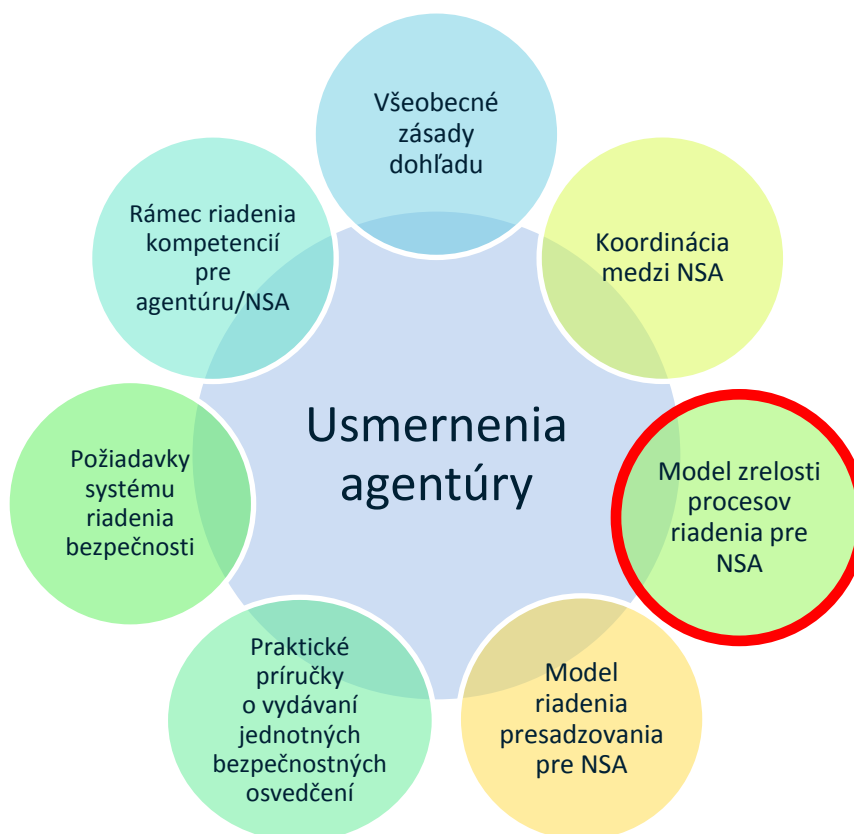 Všeobecné
zásady
dohľadu
Koordinácia
medzi NSA
Model zrelosti
procesov
riadenia pre
NSA
Model
riadenia
presadzovania
pre NSA
Praktické
príručky
o vydávaní
jednotných
bezpečnostných
osvedčení
Požiadavky
systému
riadenia
bezpečnosti
Rámec riadenia
kompetencií
pre
agentúru/NSA
Usmernenia
agentúry